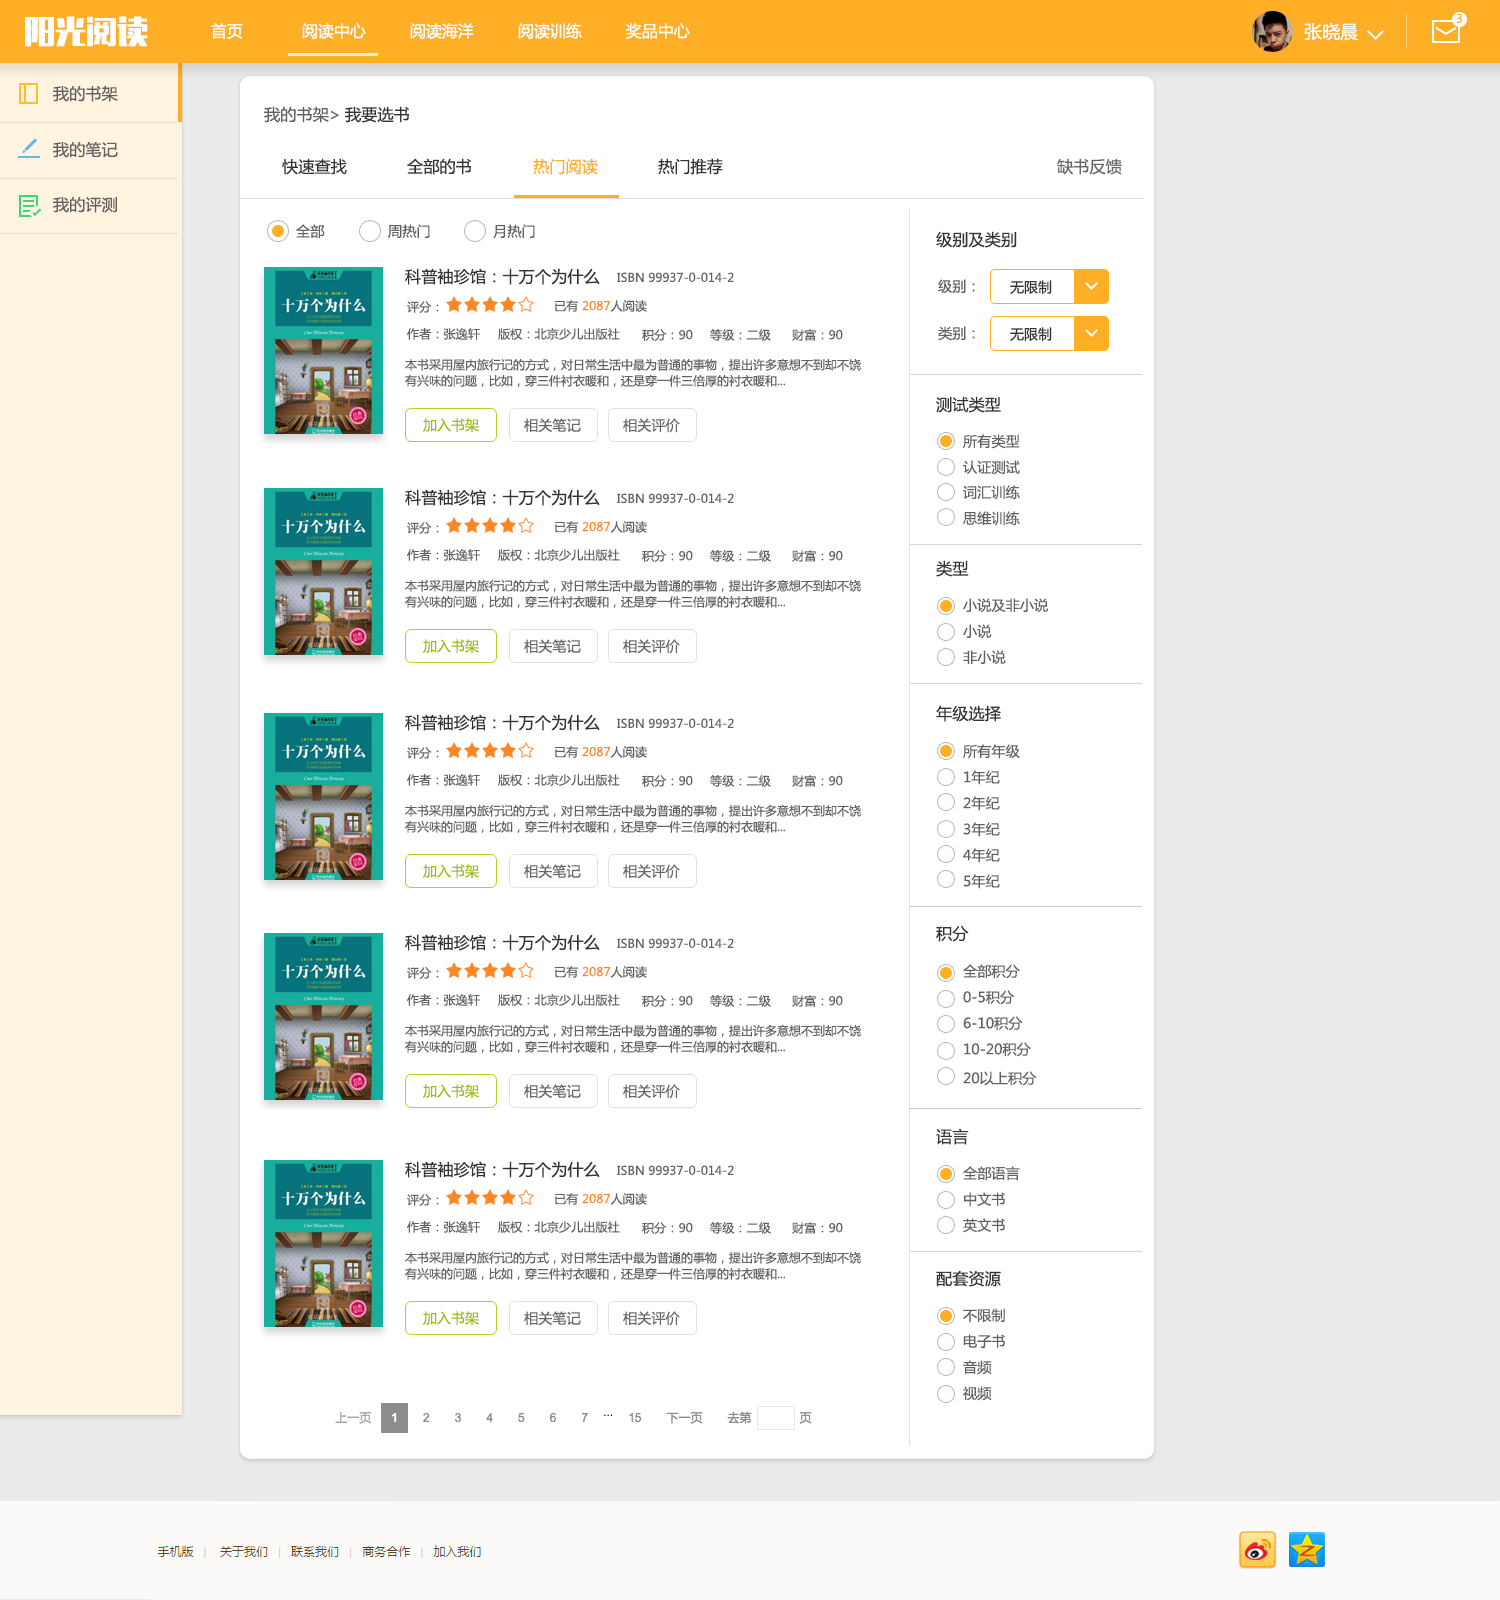 阳光阅读
首页 阅读中心 阅读海洋 阅读训练 奖品中心
张晓晨
3
我的书架
我的笔记
我的评测
我的书架> 我要选书
快速查找 全部的书 热门阅读 热门推荐 缺书反馈
全部 周热门 月热门
十万个为什么
科普袖珍馆：十万个为什么 ISBN 99937-0-014-2
评分： 已有 2087人阅读
作者：张逸轩 版权：北京少儿出版社 积分：90 等级：二级 财富：90
本书采用屋内旅行记的方式，对日常生活中最为普通的事物，提出许多意想不到却不饶
有兴味的问题，比如，穿三件衬衣暖和，还是穿一件三倍厚的衬衣暖和...
加入书架 相关笔记 相关评价
十万个为什么
科普袖珍馆：十万个为什么 ISBN 99937-0-014-2
评分： 已有 2087人阅读
作者：张逸轩 版权：北京少儿出版社 积分：90 等级：二级 财富：90
本书采用屋内旅行记的方式，对日常生活中最为普通的事物，提出许多意想不到却不饶
有兴味的问题，比如，穿三件衬衣暖和，还是穿一件三倍厚的衬衣暖和...
加入书架 相关笔记 相关评价
十万个为什么
科普袖珍馆：十万个为什么 ISBN 99937-0-014-2
评分： 已有 2087人阅读
作者：张逸轩 版权：北京少儿出版社 积分：90 等级：二级 财富：90
本书采用屋内旅行记的方式，对日常生活中最为普通的事物，提出许多意想不到却不饶
有兴味的问题，比如，穿三件衬衣暖和，还是穿一件三倍厚的衬衣暖和...
加入书架 相关笔记 相关评价
十万个为什么
科普袖珍馆：十万个为什么 ISBN 99937-0-014-2
评分： 已有 2087人阅读
作者：张逸轩 版权：北京少儿出版社 积分：90 等级：二级 财富：90
本书采用屋内旅行记的方式，对日常生活中最为普通的事物，提出许多意想不到却不饶
有兴味的问题，比如，穿三件衬衣暖和，还是穿一件三倍厚的衬衣暖和...
加入书架 相关笔记 相关评价
十万个为什么
科普袖珍馆：十万个为什么 ISBN 99937-0-014-2
评分： 已有 2087人阅读
作者：张逸轩 版权：北京少儿出版社 积分：90 等级：二级 财富：90
本书采用屋内旅行记的方式，对日常生活中最为普通的事物，提出许多意想不到却不饶
有兴味的问题，比如，穿三件衬衣暖和，还是穿一件三倍厚的衬衣暖和...
加入书架 相关笔记 相关评价
上一页 1 2 3 4 5 6 7 ... 15 下一页 去第 页
级别及类别
级别： 无限制
类别： 无限制
测试类型
所有类型
认证测试
词汇训练
思维训练
类型
小说及非小说
小说
非小说
年级选择
所有年级
1年纪
2年纪
3年纪
4年纪
5年纪
积分
全部积分
0-5积分
6-10积分
10-20积分
20以上积分
语言
全部语言
中文书
英文书
配套资源
不限制
电子书
音频
视频
手机版 | 关于我们 | 联系我们 | 商务合作 | 加入我们